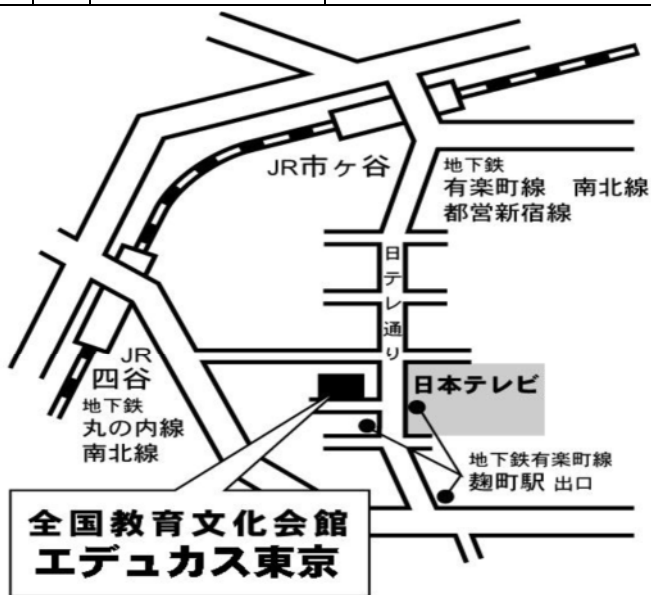 JR市ヶ谷
地下鉄
有楽町線　南北線
都営新宿線
日テレ通り
JR
四谷
地下鉄
丸の内線
南北線
日本テレビ
地下鉄有楽町線
麹町駅 出口
全国教育文化会館
エデュカス東京